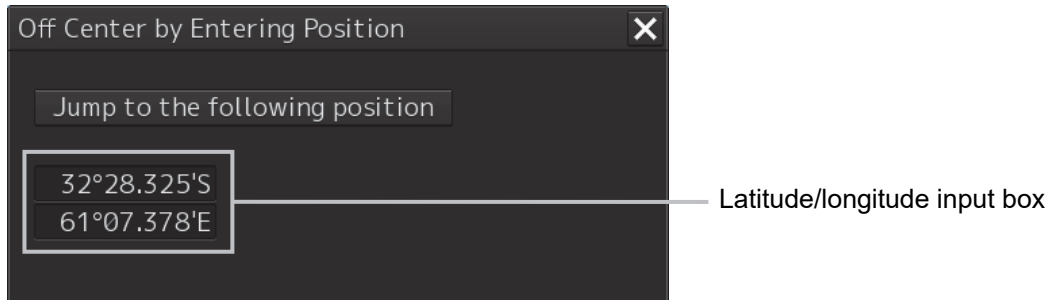 Off Center by Entering Position
Jump to the following position
32°28.325'S
61°07.378'E
Latitude/longitude input box